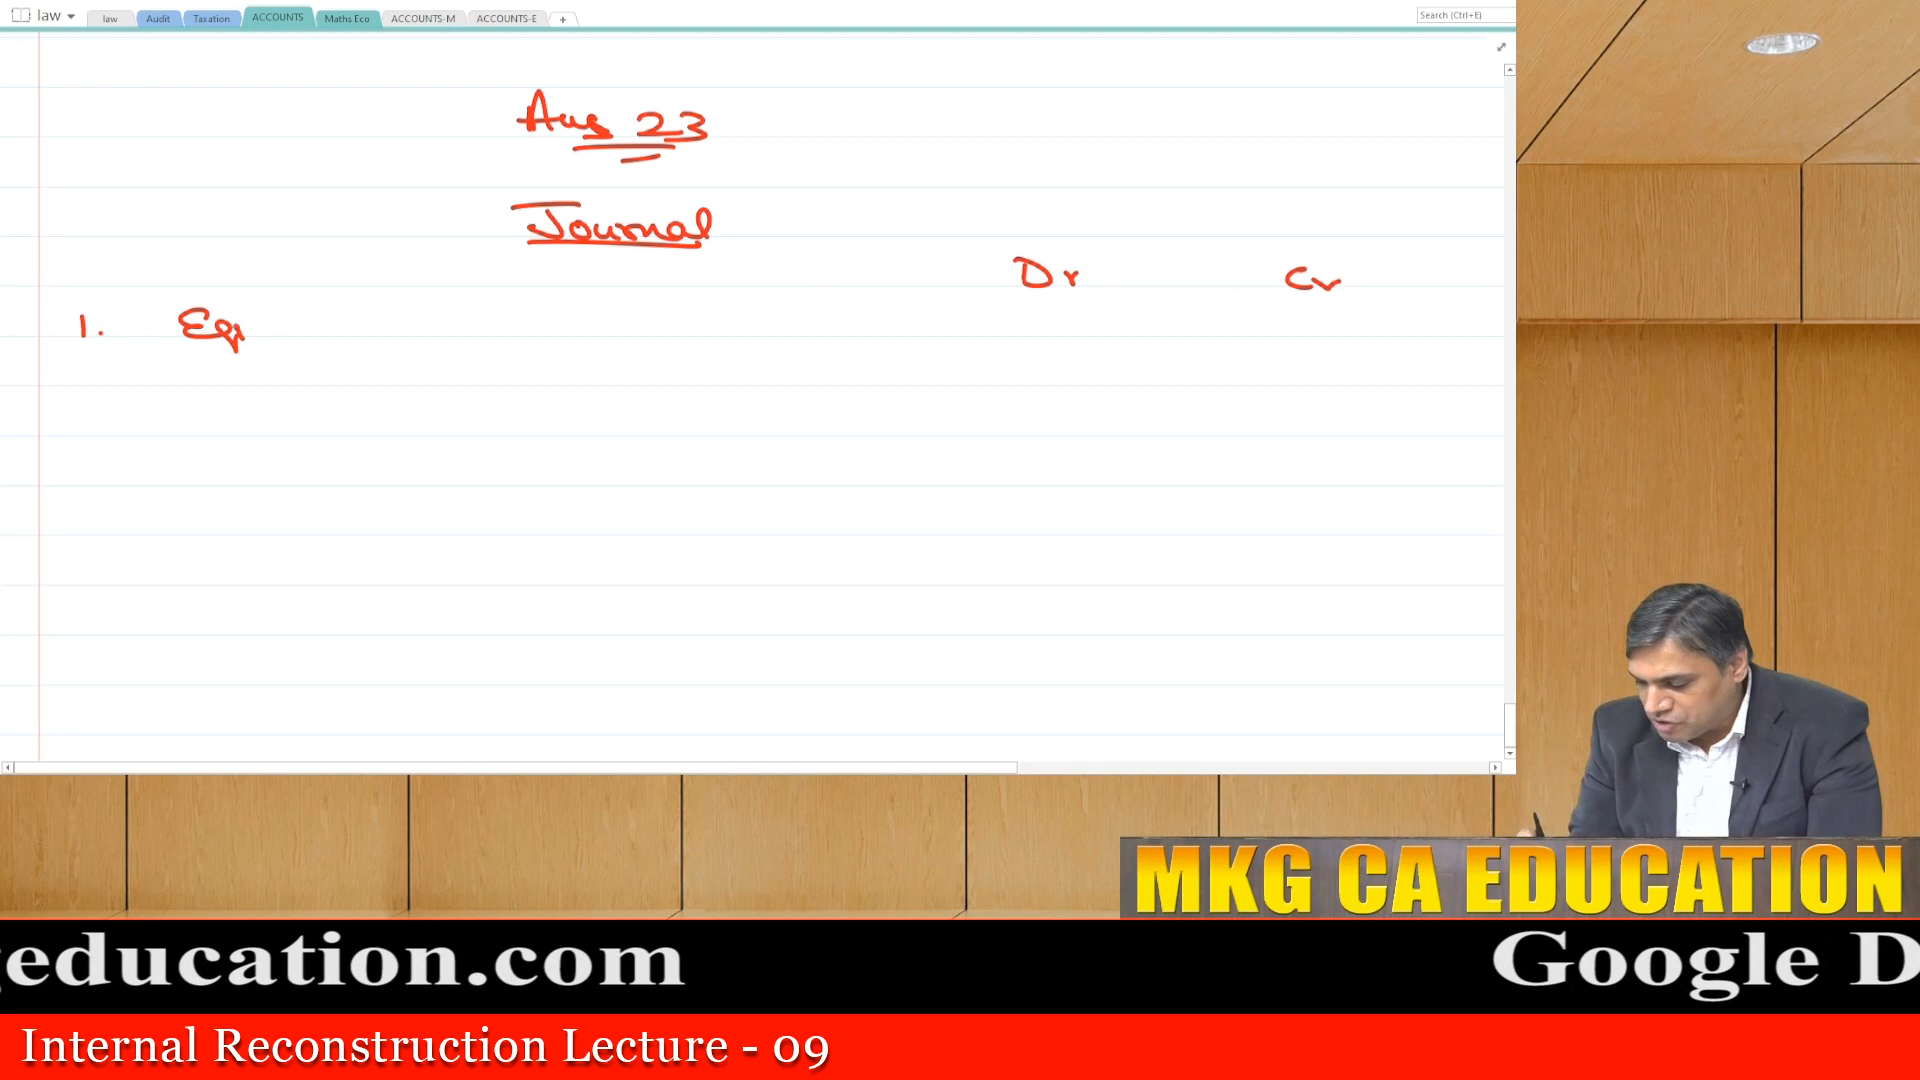 law law Audit Taxation ACCOUNTS Maths Eco ACCOUNTS-M ACCOUNTS-E + Search (Ctrl+E)
Aug 23
Journal
Dr Cr
1. Eq
MKG CA EDUCATION
geducation.com Google D
Internal Reconstruction Lecture - 09